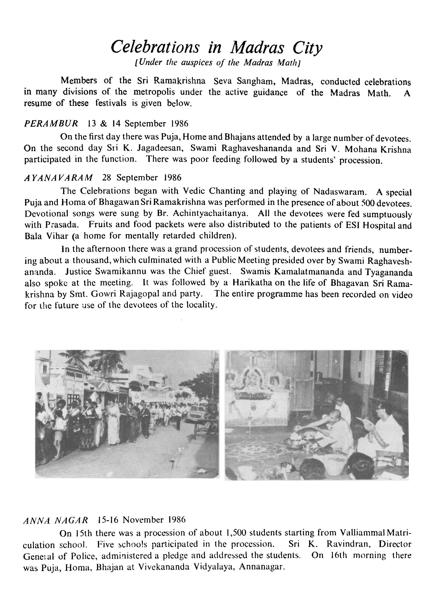 Celebrations in Madras City
[Under the auspices of the Madras Math]
Members of the Sri Ramakrishna Seva Sangham, Madras, conducted celebrations
in many divisions of the metropolis under the active guidance of the Madras Math. A
resume of these festivals is given below.
PERAMBUR 13 & 14 September 1986
On the first day there was Puja, Home and Bhajans attended by a large number of devotees.
On the second day Sri K. Jagadeesan, Swami Raghaveshananda and Sri V. Mohana Krishna
participated in the function. There was poor feeding followed by a students' procession.
AYANAVARAM 28 September 1986
The Celebrations began with Vedic Chanting and playing of Nadaswaram. A special
Puja and Homa of Bhagawan Sri Ramakrishna was performed in the presence of about 500 devotees.
Devotional songs were sung by Br. Achintyachaitanya. All the devotees were fed sumptuously
with Prasada. Fruits and food packets were also distributed to the patients of ESI Hospital and
Bala Vihar (a home for mentally retarded children).
In the afternoon there was a grand procession of students, devotees and friends, number-
ing about a thousand, which culminated with a Public Meeting presided over by Swami Raghavesh-
ananda. Justice Swamikannu was the Chief guest. Swamis Kamalatmananda and Tyagananda
also spoke at the meeting. It was followed by a Harikatha on the life of Bhagavan Sri Rama-
krishna by Smt. Gowri Rajagopal and party. The entire programme has been recorded on video
for the future use of the devotees of the locality.
ANNA NAGAR 15-16 November 1986
On 15th there was a procession of about 1,500 students starting from Valliammal Matri-
culation school. Five schools participated in the procession. Sri K. Ravindran, Director
General of Police, administered a pledge and addressed the students. On 16th morning there
was Puja, Homa, Bhajan at Vivekananda Vidyalaya, Annanagar.